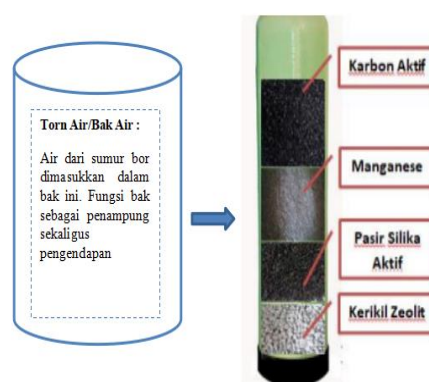 Torn Air/Bak Air :
Air dari sumur bor
dimasukkan dalam
bak ini. Fungsi bak
sebagai penampung
sekaligus
pengendapan
Karbon Aktif
Manganese
Pasir Silika
Aktif
Kerikil Zeolit